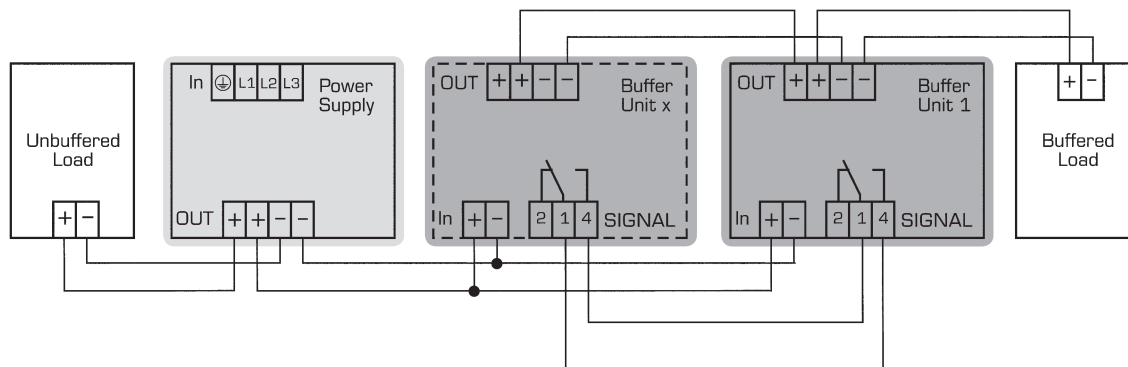 Unbuffered
Load
+ −
In ⏚ L1 L2 L3
Power
Supply
OUT + + − −
OUT + + − −
Buffer
Unit x
In + −
2 1 4 SIGNAL
OUT + + − −
Buffer
Unit 1
In + −
2 1 4 SIGNAL
+ −
Buffered
Load